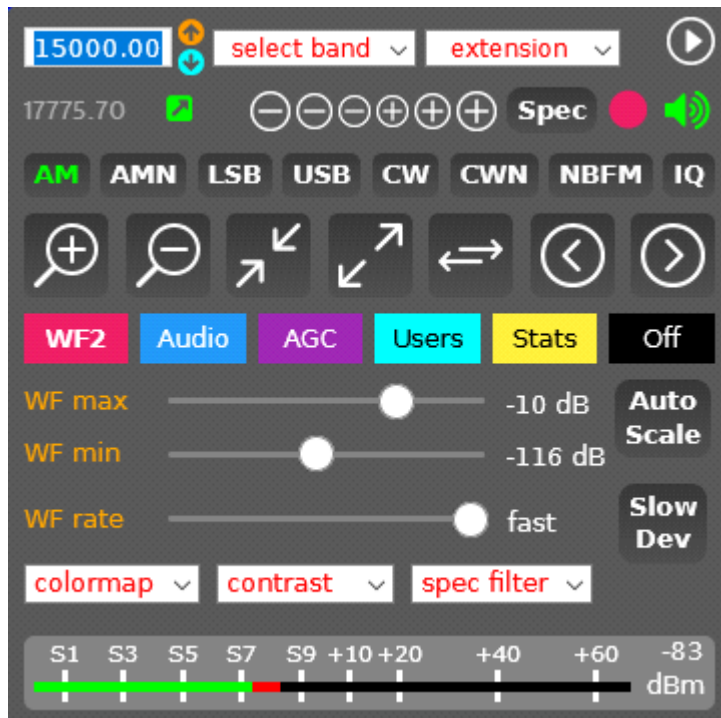 15000.00 select band extension
17775.70 Spec
AM AMN LSB USB CW CWN NBFM IQ
WF2 Audio AGC Users Stats Off
WF max -10 dB Auto Scale
WF min -116 dB
WF rate fast Slow Dev
colormap contrast spec filter
S1 S3 S5 S7 S9 +10 +20 +40 +60 -83 dBm